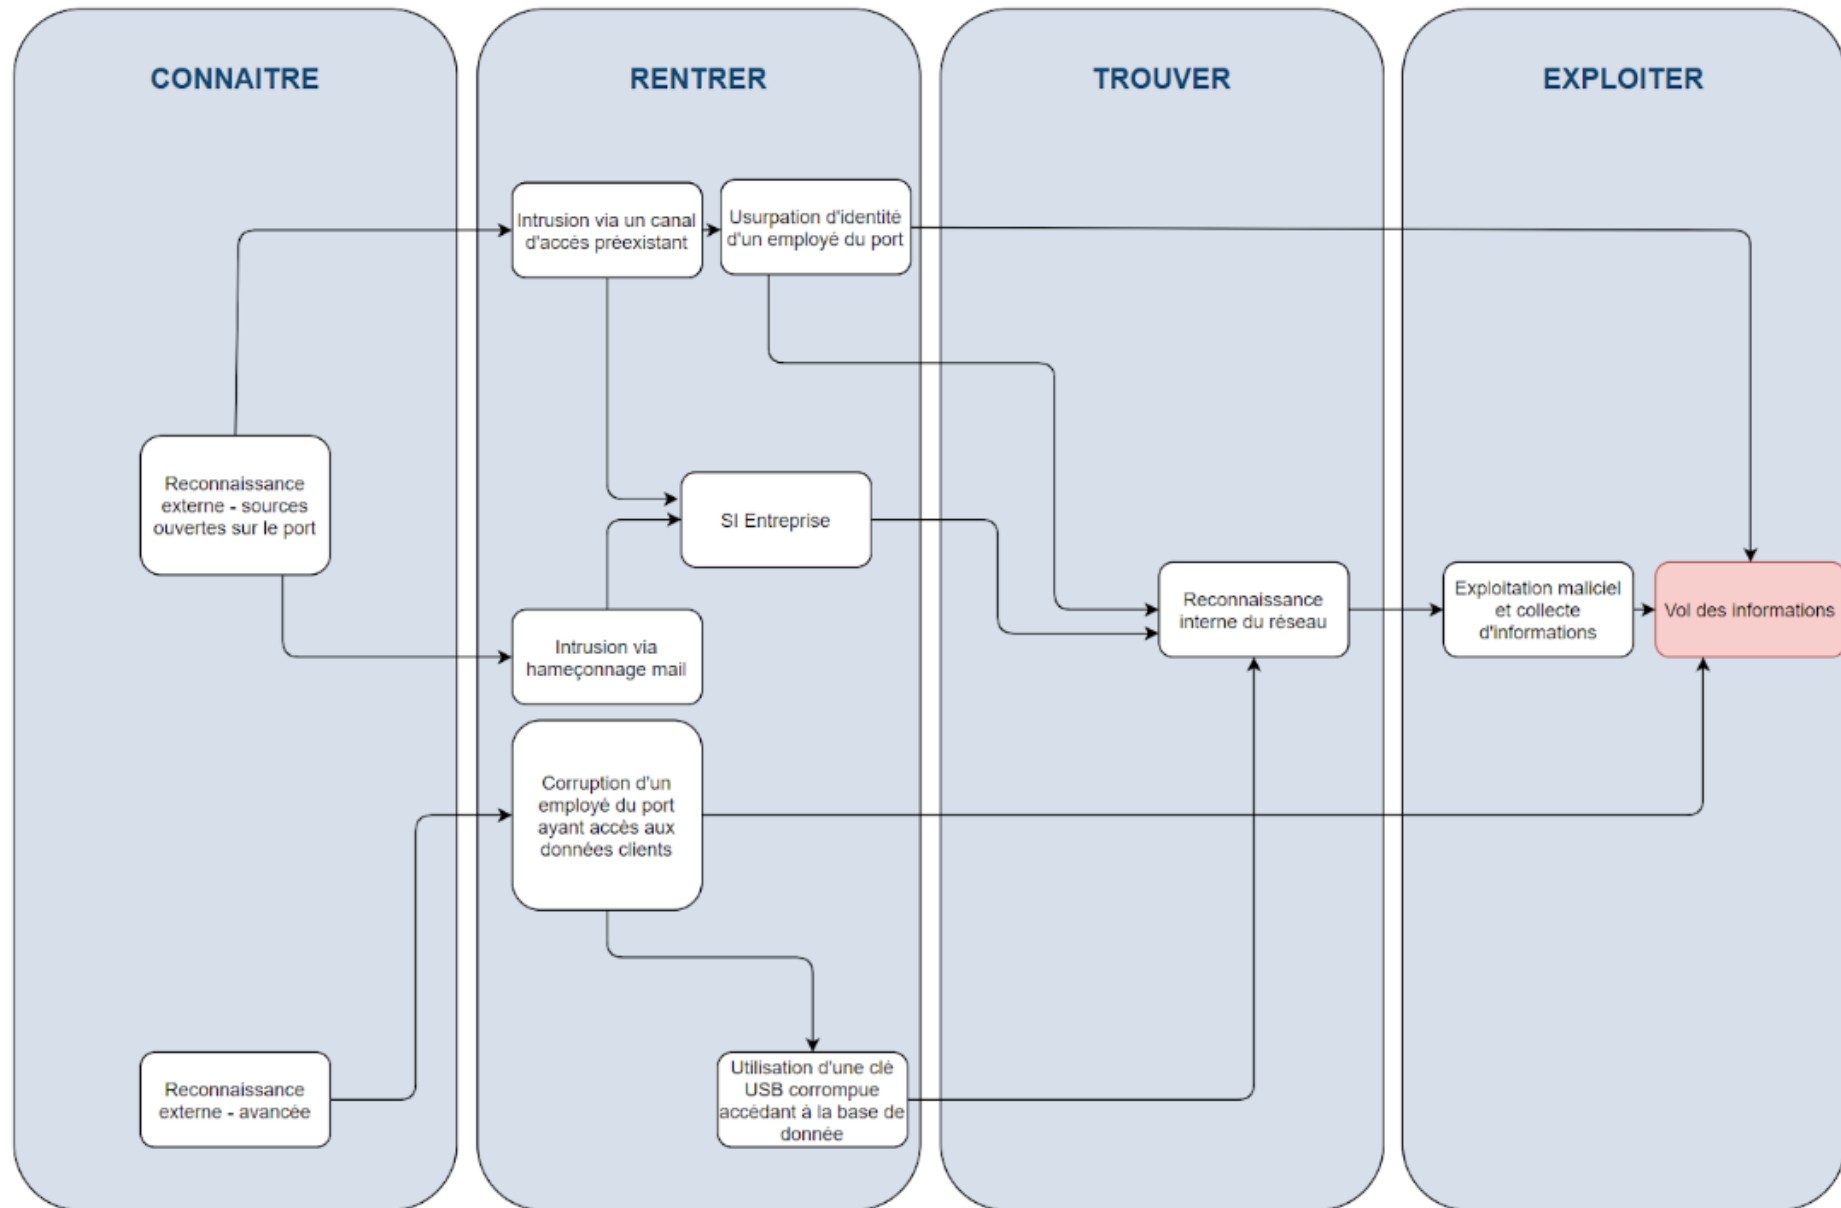 CONNAITRE
RENTRER
TROUVER
EXPLOITER
Intrusion via un canal
d'accès préexistant
Usurpation d'identité
d'un employé du port
Reconnaissance
externe - sources
ouvertes sur le port
SI Entreprise
Intrusion via
hameçonnage mail
Reconnaissance
interne du réseau
Exploitation maliciel
et collecte
d'informations
Vol des informations
Corruption d'un
employé du port
ayant accès aux
données clients
Reconnaissance
externe - avancée
Utilisation d'une clé
USB corrompue
accédant à la base de
donnée